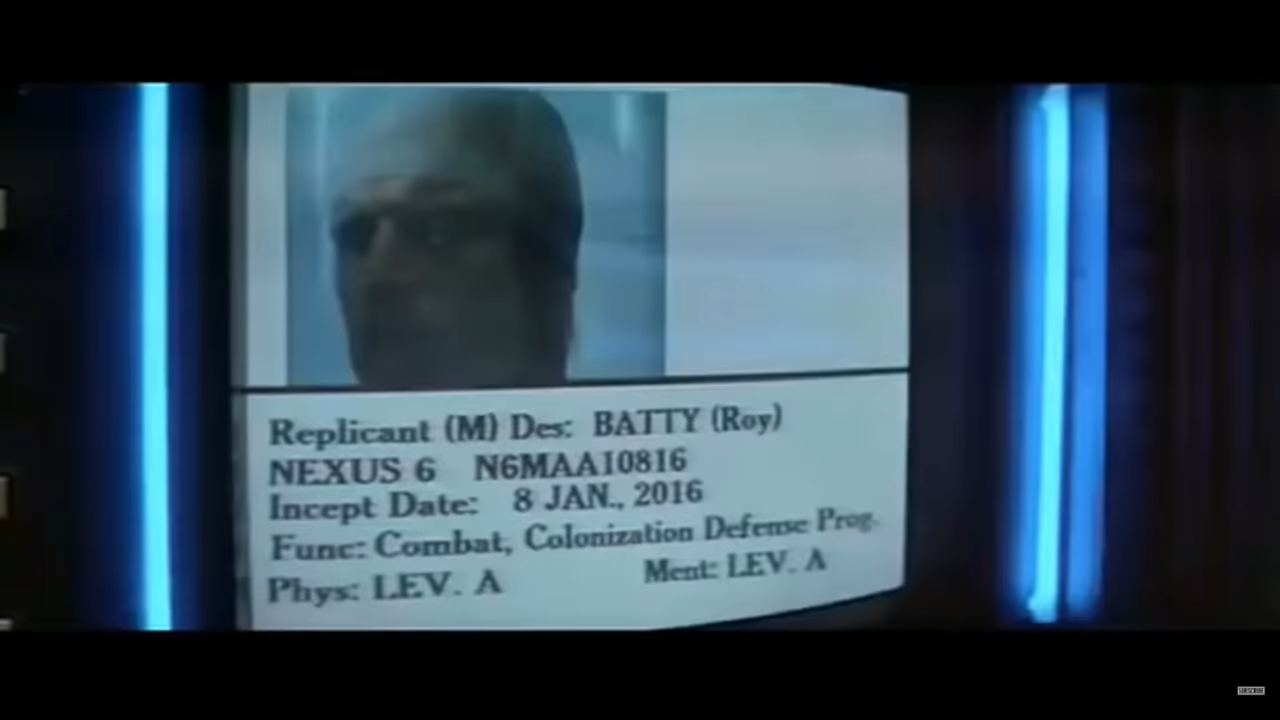 Replicant (M) Des: BATTY (Roy)
NEXUS 6 N6MAA10816
Incept Date: 8 JAN., 2016
Func: Combat, Colonization Defense Prog.
Phys: LEV. A Ment: LEV. A
SUBSCRIBE